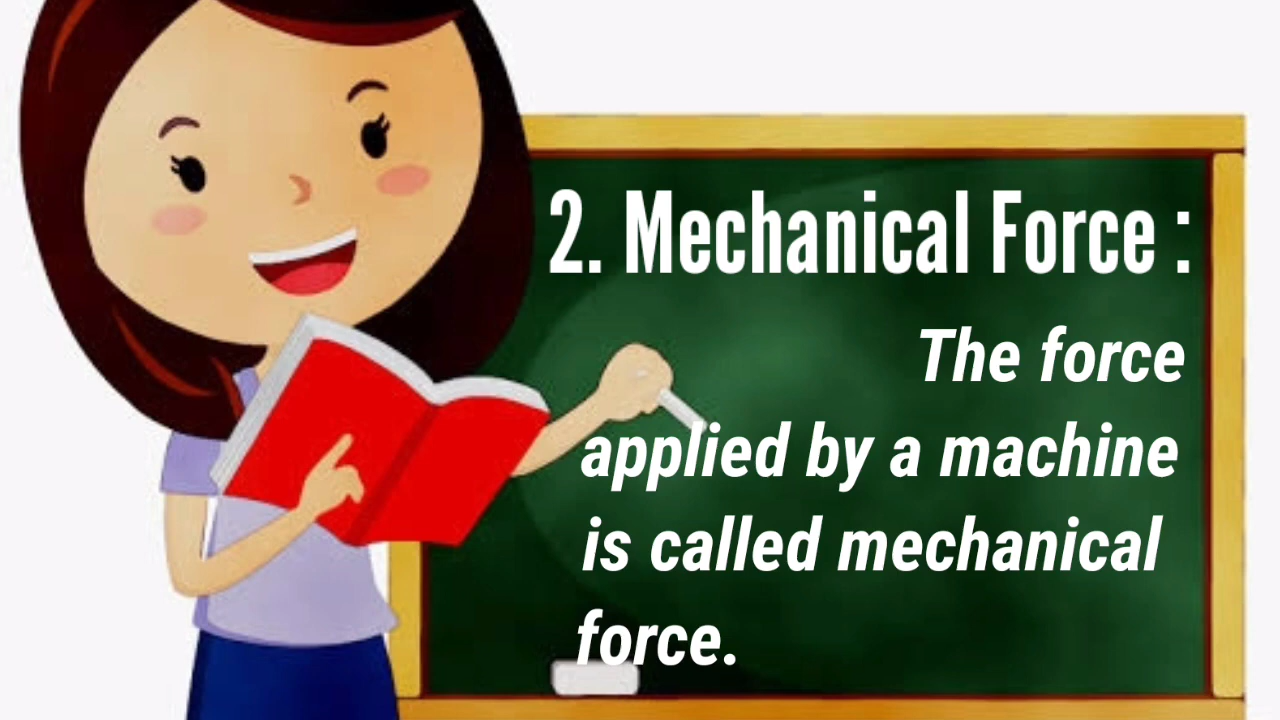 2. Mechanical Force :
The force
applied by a machine
is called mechanical
force.